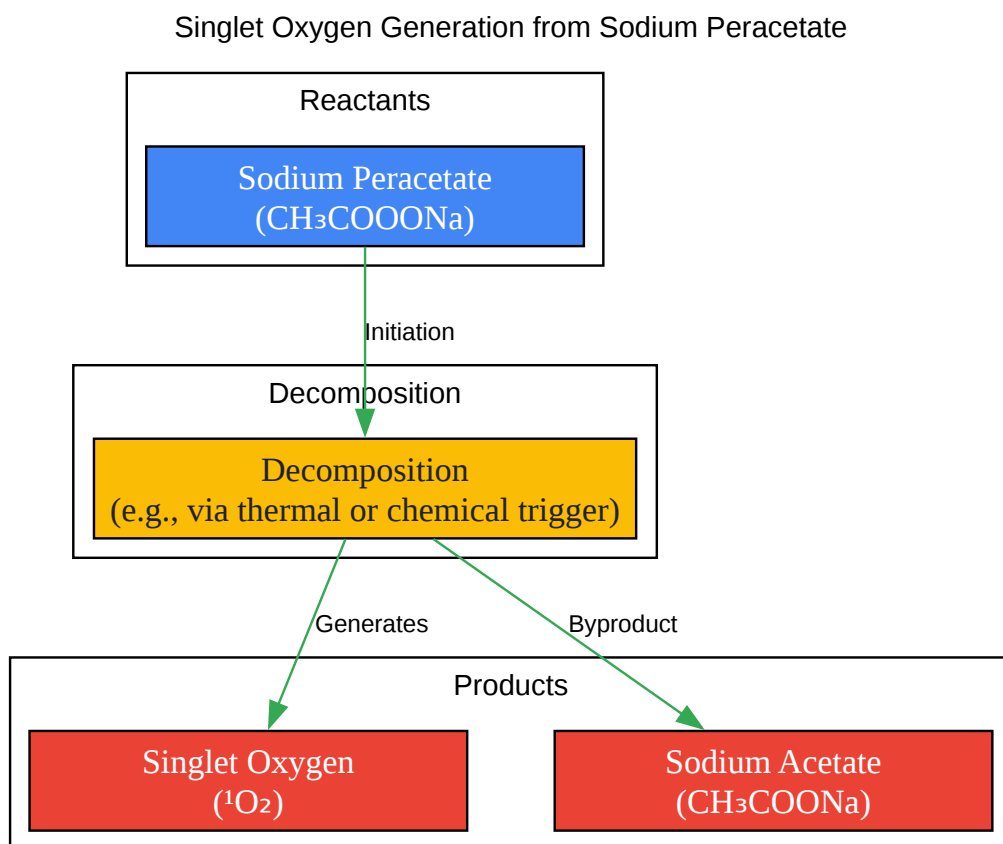 Singlet Oxygen Generation from Sodium Peracetate
Reactants
Sodium Peracetate
(CH₃COOONa)
Initiation
Decomposition
Decomposition
(e.g., via thermal or chemical trigger)
Generates
Byproduct
Products
Singlet Oxygen
(¹O₂)
Sodium Acetate
(CH₃COONa)